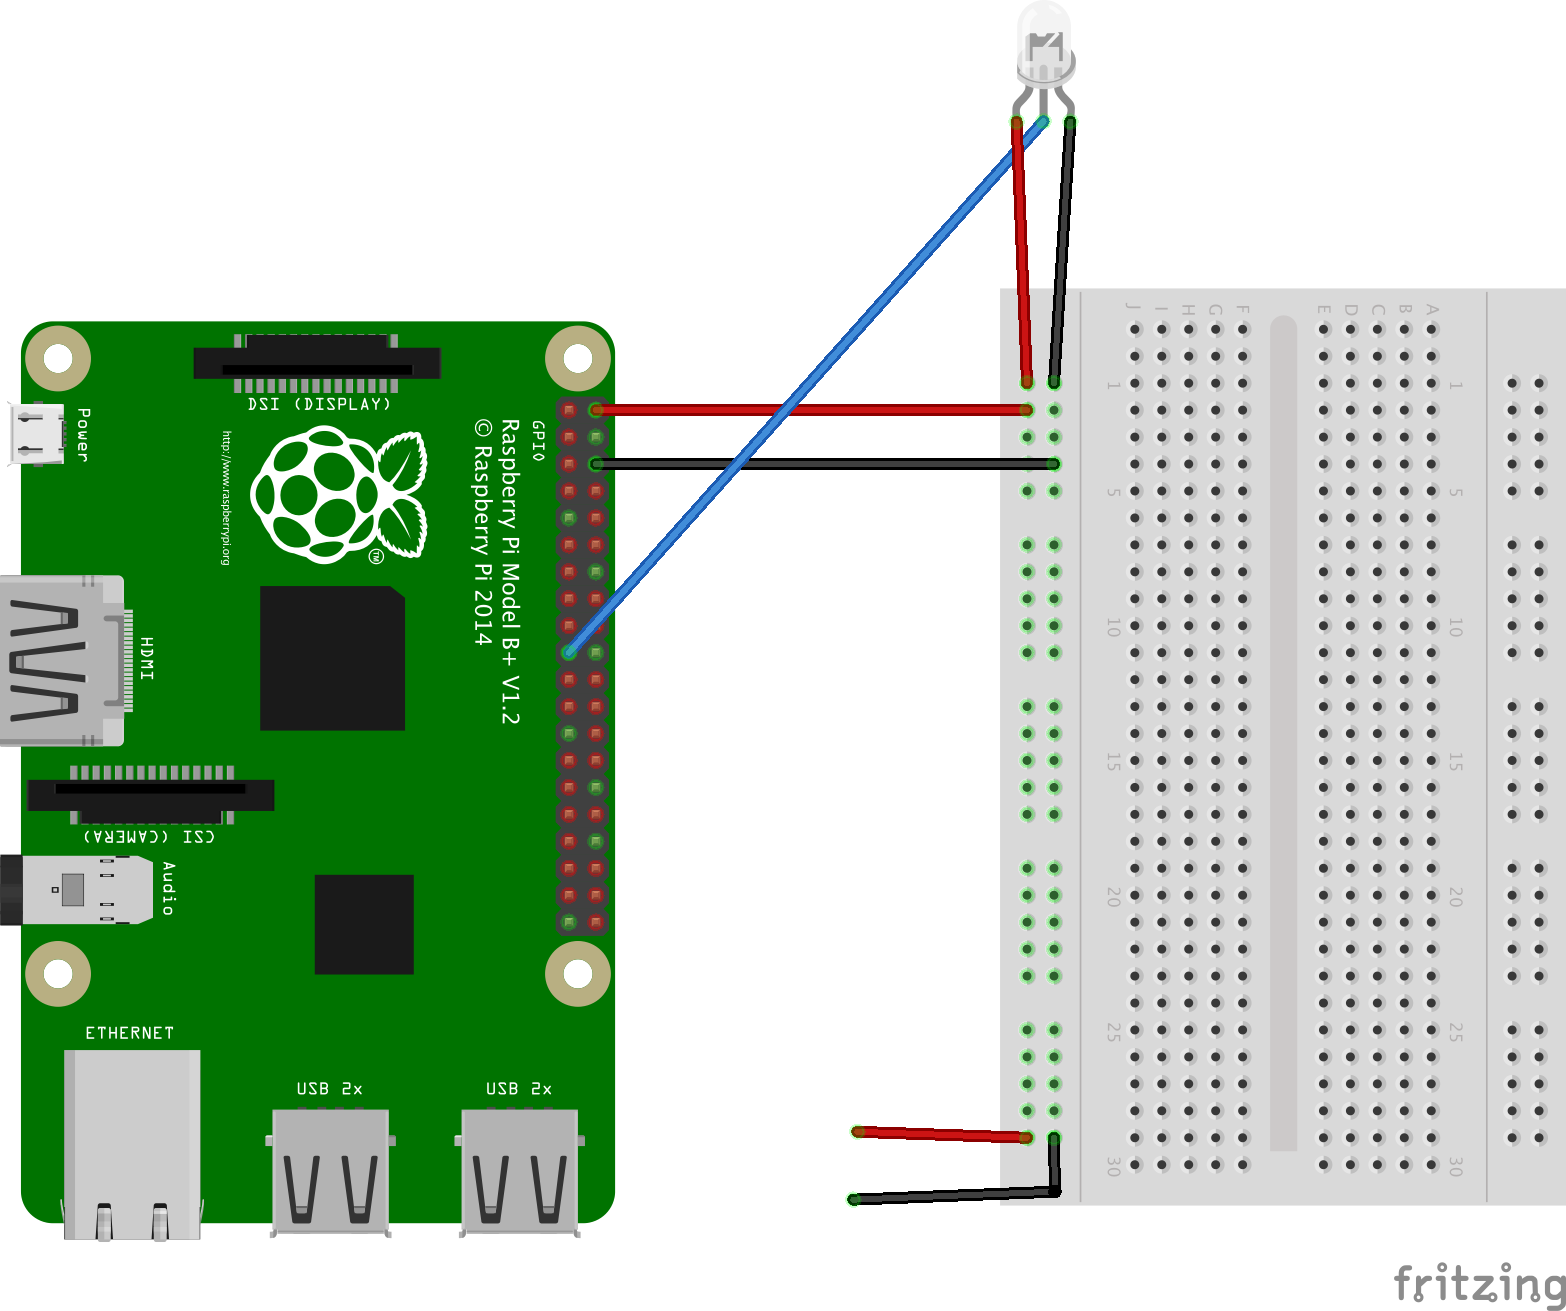 J I H G F E D C B A
1 1
DSI (DISPLAY)
Power
http://www.raspberrypi.org
TM
GPIO
Raspberry Pi Model B+ V1.2
© Raspberry Pi 2014
5 5
HDMI
10 10
15 15
CSI (CAMERA)
Audio
20 20
ETHERNET
25 25
USB 2x
USB 2x
30 30
fritzing